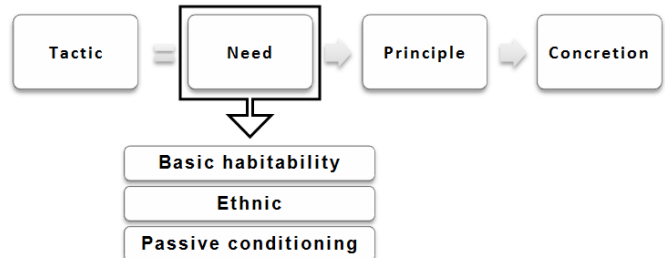 Tactic = Need Principle Concretion
Basic habitability
Ethnic
Passive conditioning